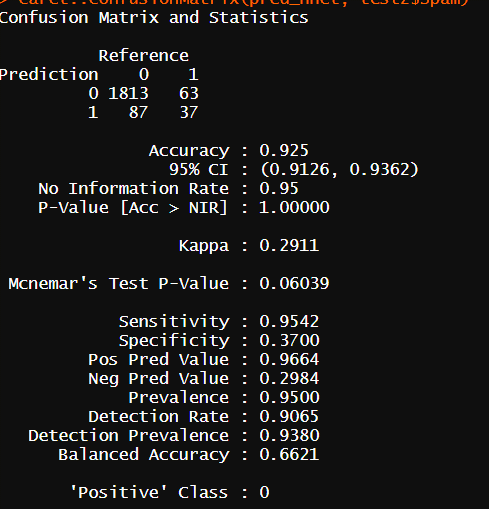 > caret::confusionMatrix(pred_nnet, test2$Spam)
Confusion Matrix and Statistics
Reference
Prediction 0 1
0 1813 63
1 87 37
Accuracy : 0.925
95% CI : (0.9126, 0.9362)
No Information Rate : 0.95
P-Value [Acc > NIR] : 1.00000
Kappa : 0.2911
Mcnemar's Test P-Value : 0.06039
Sensitivity : 0.9542
Specificity : 0.3700
Pos Pred Value : 0.9664
Neg Pred Value : 0.2984
Prevalence : 0.9500
Detection Rate : 0.9065
Detection Prevalence : 0.9380
Balanced Accuracy : 0.6621
'Positive' Class : 0